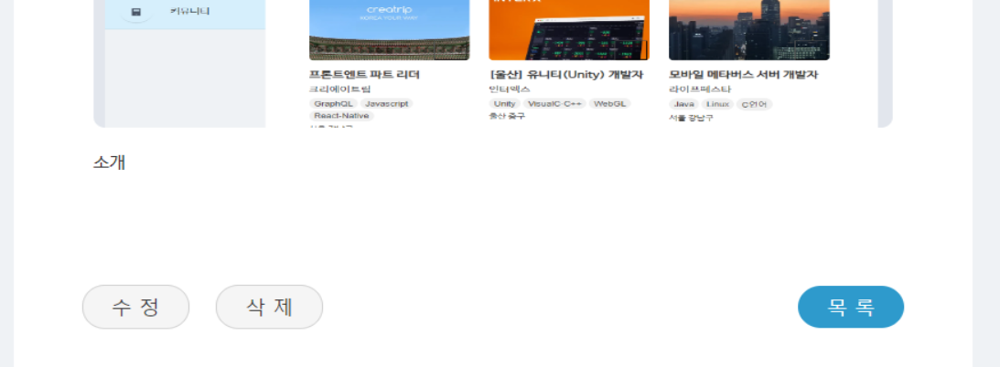 커뮤니티
creatrip
KOREA YOUR WAY
INTERX
프론트엔트 파트 리더
크리에이트립
GraphQL Javascript
React-Native
[울산] 유니티(Unity) 개발자
인터엑스
Unity VisualC·C++ WebGL
울산 중구
모바일 메타버스 서버 개발자
라이프페스타
Java Linux C언어
서울 강남구
소개
수 정
삭 제
목 록